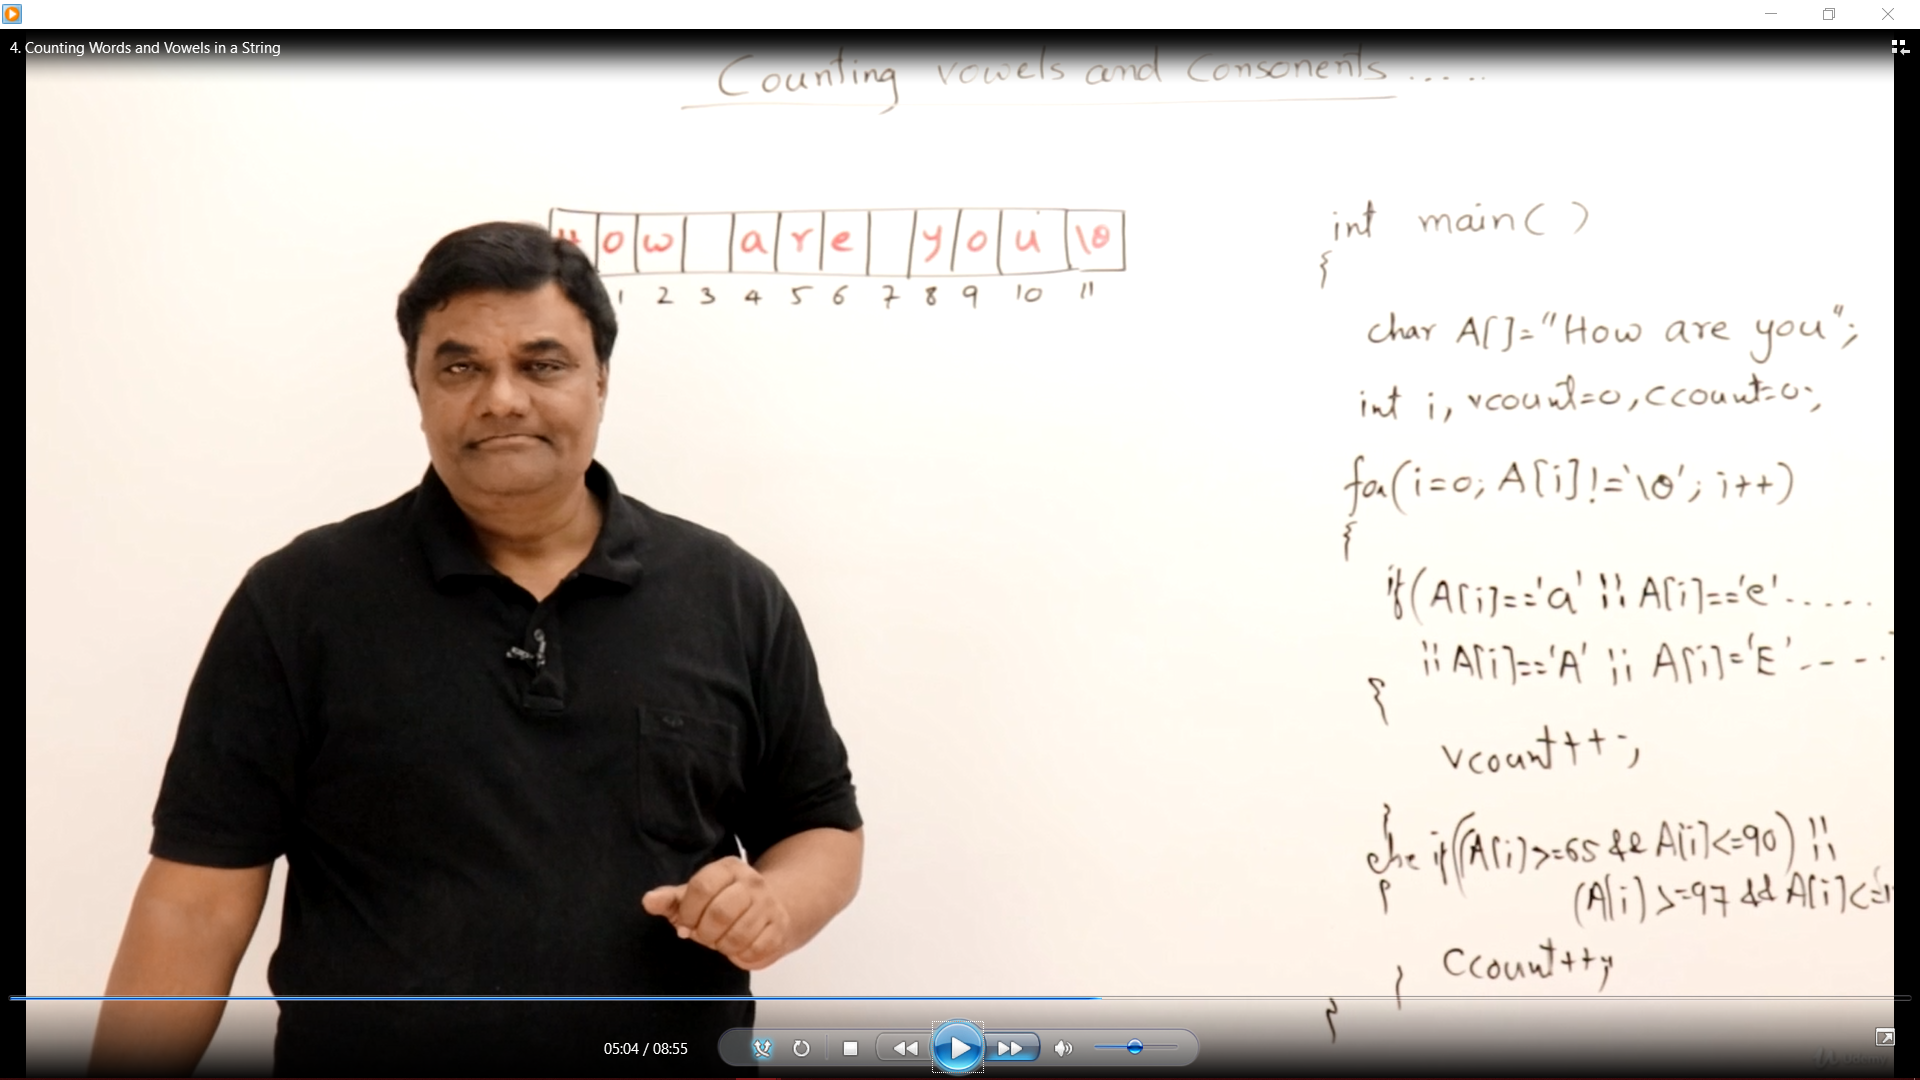 4. Counting Words and Vowels in a String
Counting vowels and Consonents .....
H o w a r e y o u \0
1 2 3 4 5 6 7 8 9 10 11
int main( )
{
char A[]="How are you";
int i, vcount=0, ccount=0;
for(i=0; A[i]!='\0'; i++)
{
if(A[i]=='a' || A[i]=='e'.....
|| A[i]=='A' || A[i]='E'.....
{
vcount++;
}
else if((A[i]>=65 && A[i]<=90) ||
{ (A[i]>=97 && A[i]<=1
ccount++;
}
}
05:04 / 08:55
Udemy